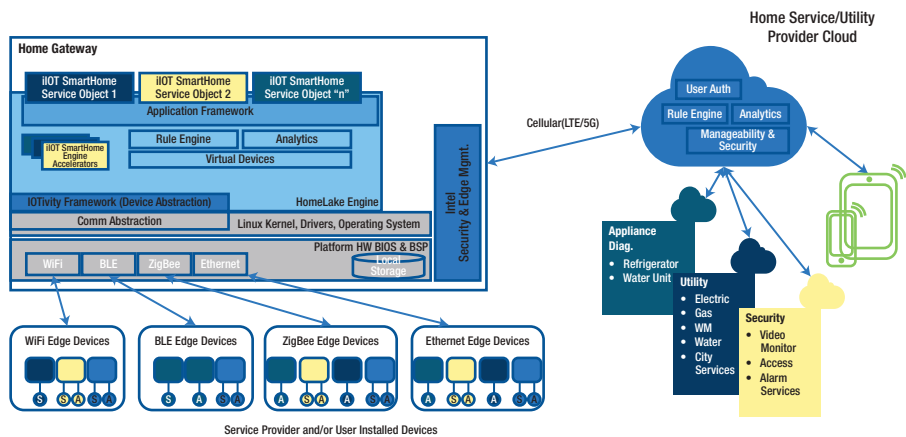 Home Service/Utility
Provider Cloud
Home Gateway
iIOT SmartHome
Service Object 1
iIOT SmartHome
Service Object 2
iIOT SmartHome
Service Object “n”
Application Framework
Rule Engine
Analytics
Virtual Devices
iIOT SmartHome
Engine
Accelerators
HomeLake Engine
IOTivity Framework (Device Abstraction)
Comm Abstraction
Linux Kernel, Drivers, Operating System
Platform HW BIOS & BSP
WiFi
BLE
ZigBee
Ethernet
Local
Storage
Intel
Security & Edge Mgmt.
Cellular(LTE/5G)
User Auth
Rule Engine
Analytics
Manageability &
Security
Appliance
Diag.
• Refrigerator
• Water Unit
Utility
• Electric
• Gas
• WM
• Water
• City
Services
Security
• Video
Monitor
• Access
• Alarm
Services
WiFi Edge Devices
S
S A
S A
BLE Edge Devices
S
A
S A
ZigBee Edge Devices
A
S A
A
S A
Ethernet Edge Devices
A
S A
A
S A
Service Provider and/or User Installed Devices